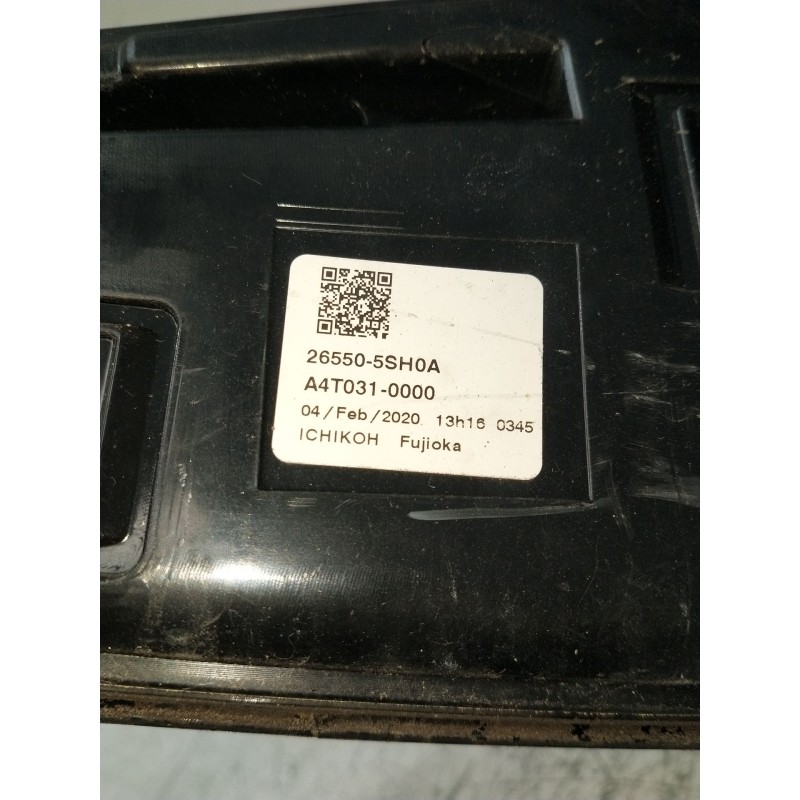 26550-5SH0A
A4T031-0000
04/Feb/2020 13h16 0345
ICHIKOH Fujioka